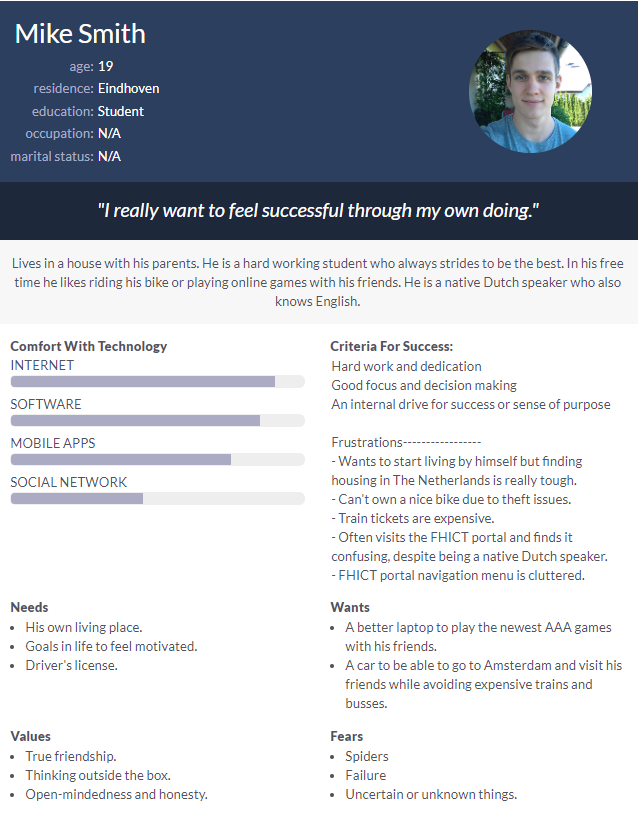 Mike Smith
age: 19
residence: Eindhoven
education: Student
occupation: N/A
marital status: N/A
"I really want to feel successful through my own doing."
Lives in a house with his parents. He is a hard working student who always strides to be the best. In his free
time he likes riding his bike or playing online games with his friends. He is a native Dutch speaker who also
knows English.
Comfort With Technology
INTERNET
SOFTWARE
MOBILE APPS
SOCIAL NETWORK
Criteria For Success:
Hard work and dedication
Good focus and decision making
An internal drive for success or sense of purpose
Frustrations-----------------
- Wants to start living by himself but finding
housing in The Netherlands is really tough.
- Can't own a nice bike due to theft issues.
- Train tickets are expensive.
- Often visits the FHICT portal and finds it
confusing, despite being a native Dutch speaker.
- FHICT portal navigation menu is cluttered.
Needs
• His own living place.
• Goals in life to feel motivated.
• Driver's license.
Wants
• A better laptop to play the newest AAA games
with his friends.
• A car to be able to go to Amsterdam and visit his
friends while avoiding expensive trains and
busses.
Values
• True friendship.
• Thinking outside the box.
• Open-mindedness and honesty.
Fears
• Spiders
• Failure
• Uncertain or unknown things.